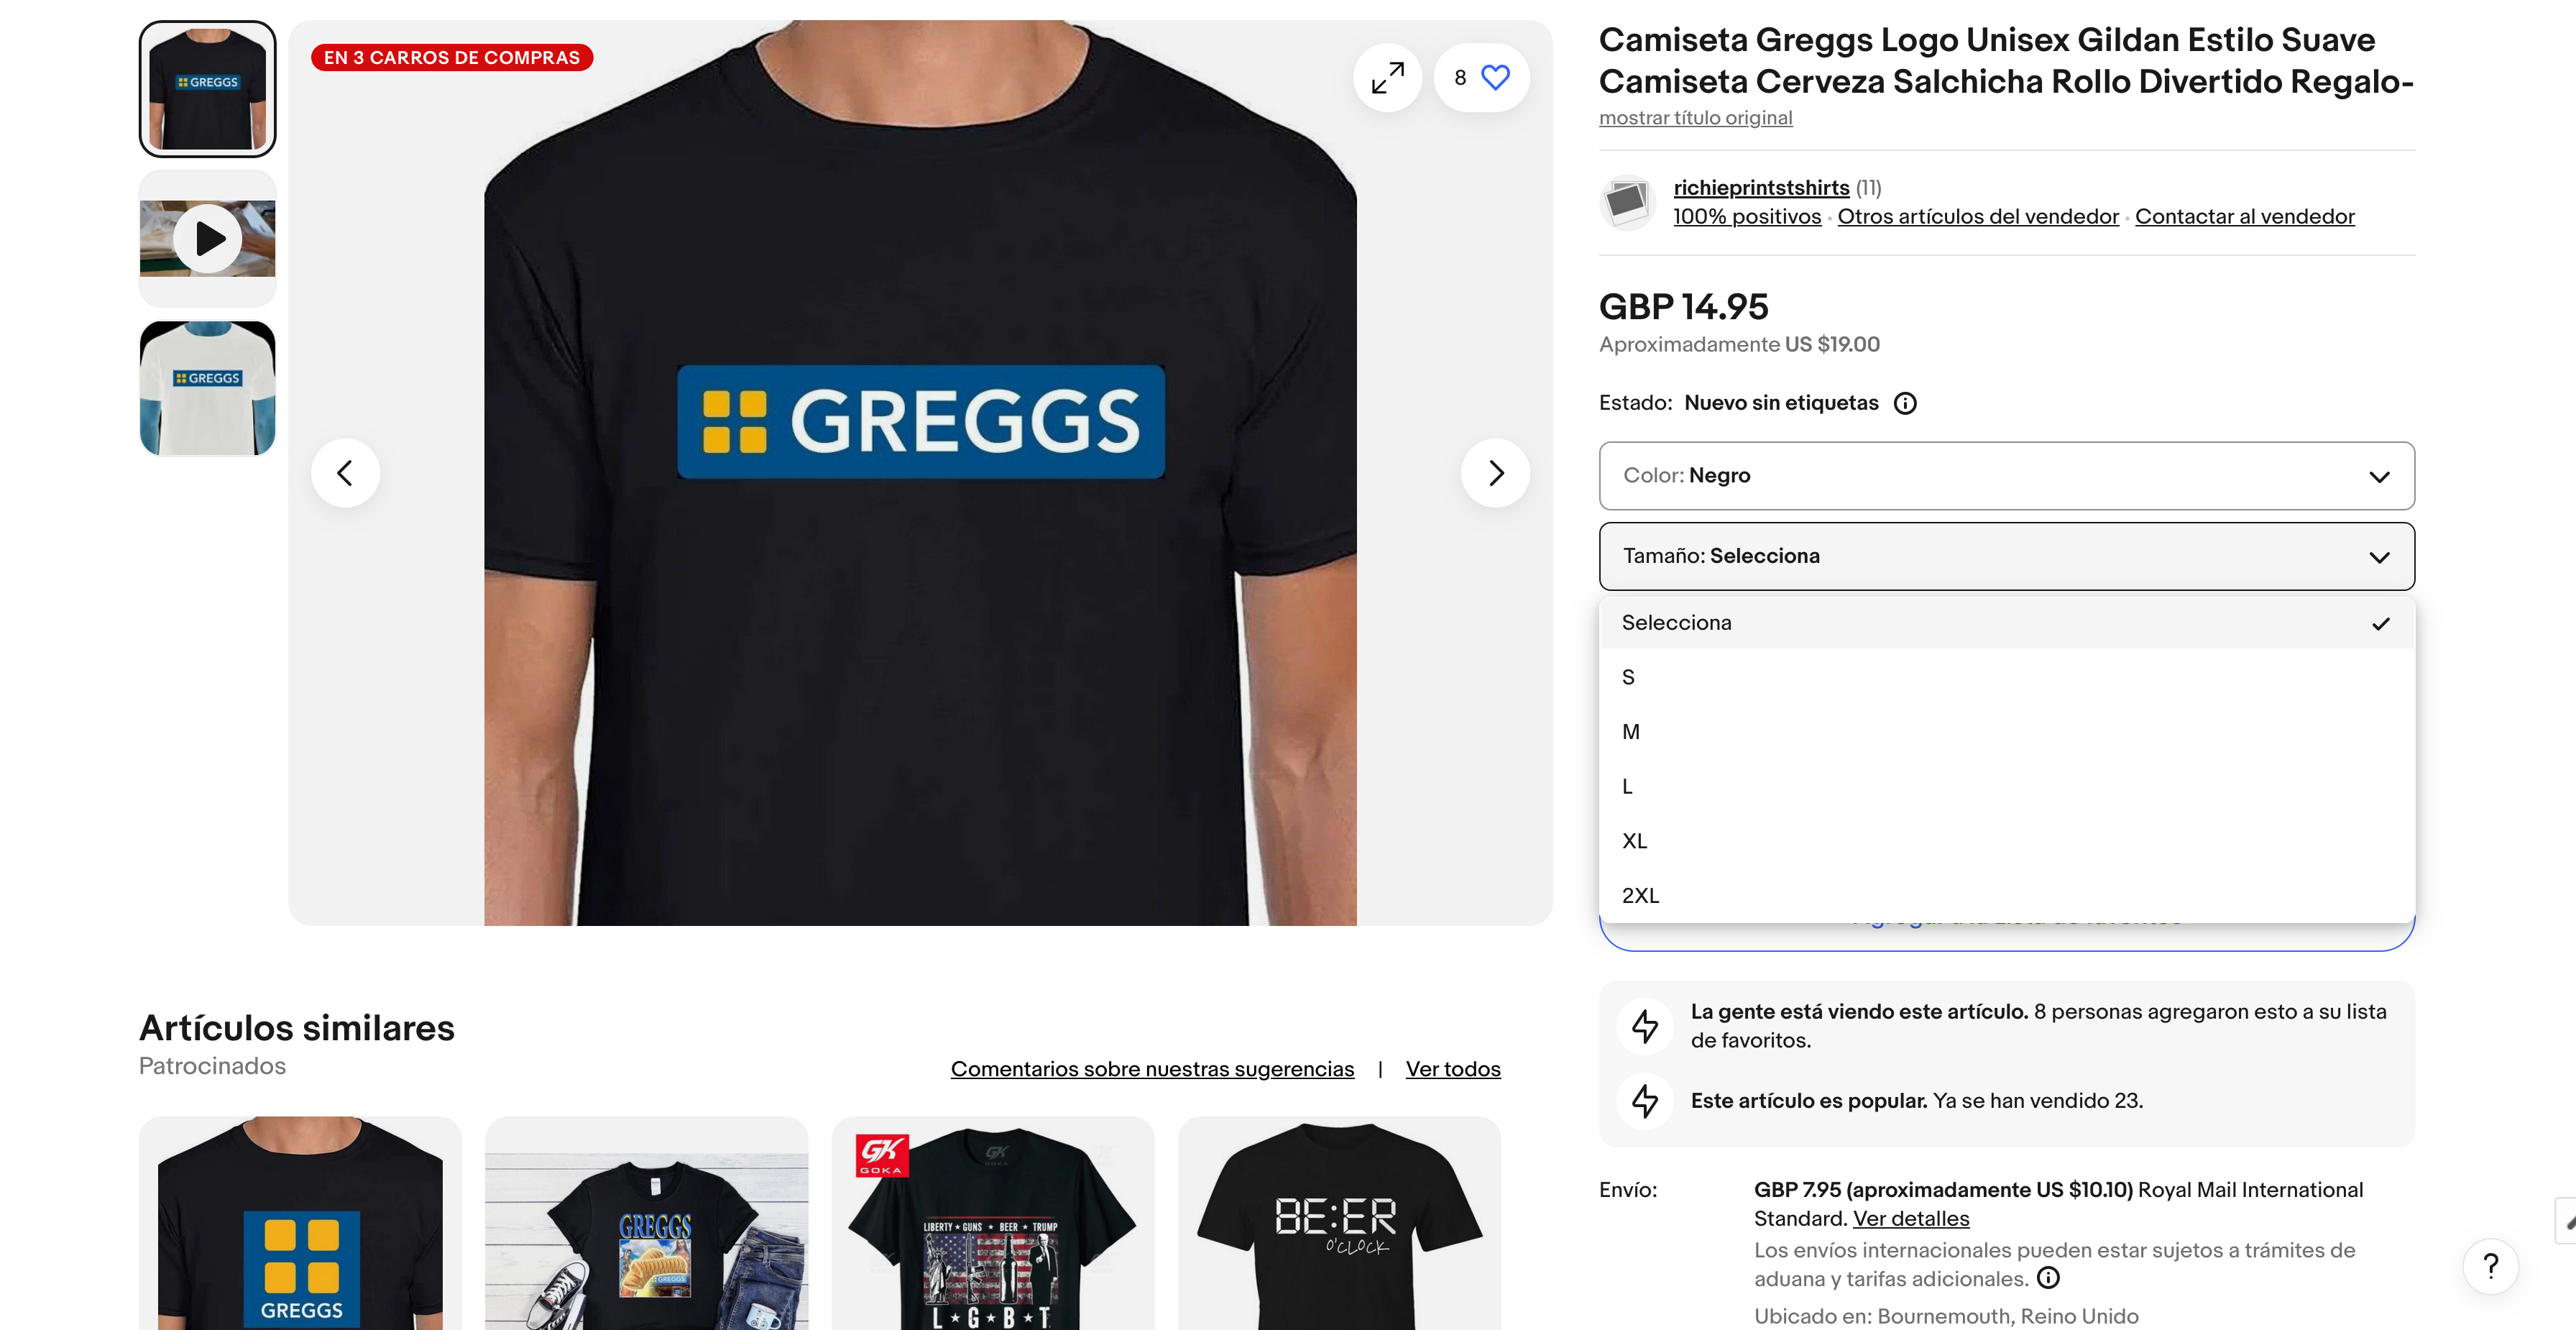 GREGGS
GREGGS
EN 3 CARROS DE COMPRAS
8
GREGGS
Camiseta Greggs Logo Unisex Gildan Estilo Suave
Camiseta Cerveza Salchicha Rollo Divertido Regalo-
mostrar título original
richieprintstshirts (11)
100% positivos · Otros artículos del vendedor · Contactar al vendedor
GBP 14.95
Aproximadamente US $19.00
Estado: Nuevo sin etiquetas
Color: Negro
Tamaño: Selecciona
Selecciona
S
M
L
XL
2XL
La gente está viendo este artículo. 8 personas agregaron esto a su lista
de favoritos.
Este artículo es popular. Ya se han vendido 23.
Envío: GBP 7.95 (aproximadamente US $10.10) Royal Mail International
Standard. Ver detalles
Los envíos internacionales pueden estar sujetos a trámites de
aduana y tarifas adicionales.
Ubicado en: Bournemouth, Reino Unido
?
Artículos similares
Patrocinados
Comentarios sobre nuestras sugerencias | Ver todos
GREGGS
GREGGS
GREGGS
GK
GOKA
GK
LIBERTY ★ GUNS ★ BEER ★ TRUMP
L ★ G ★ B ★ T
BE:ER
O'CLOCK